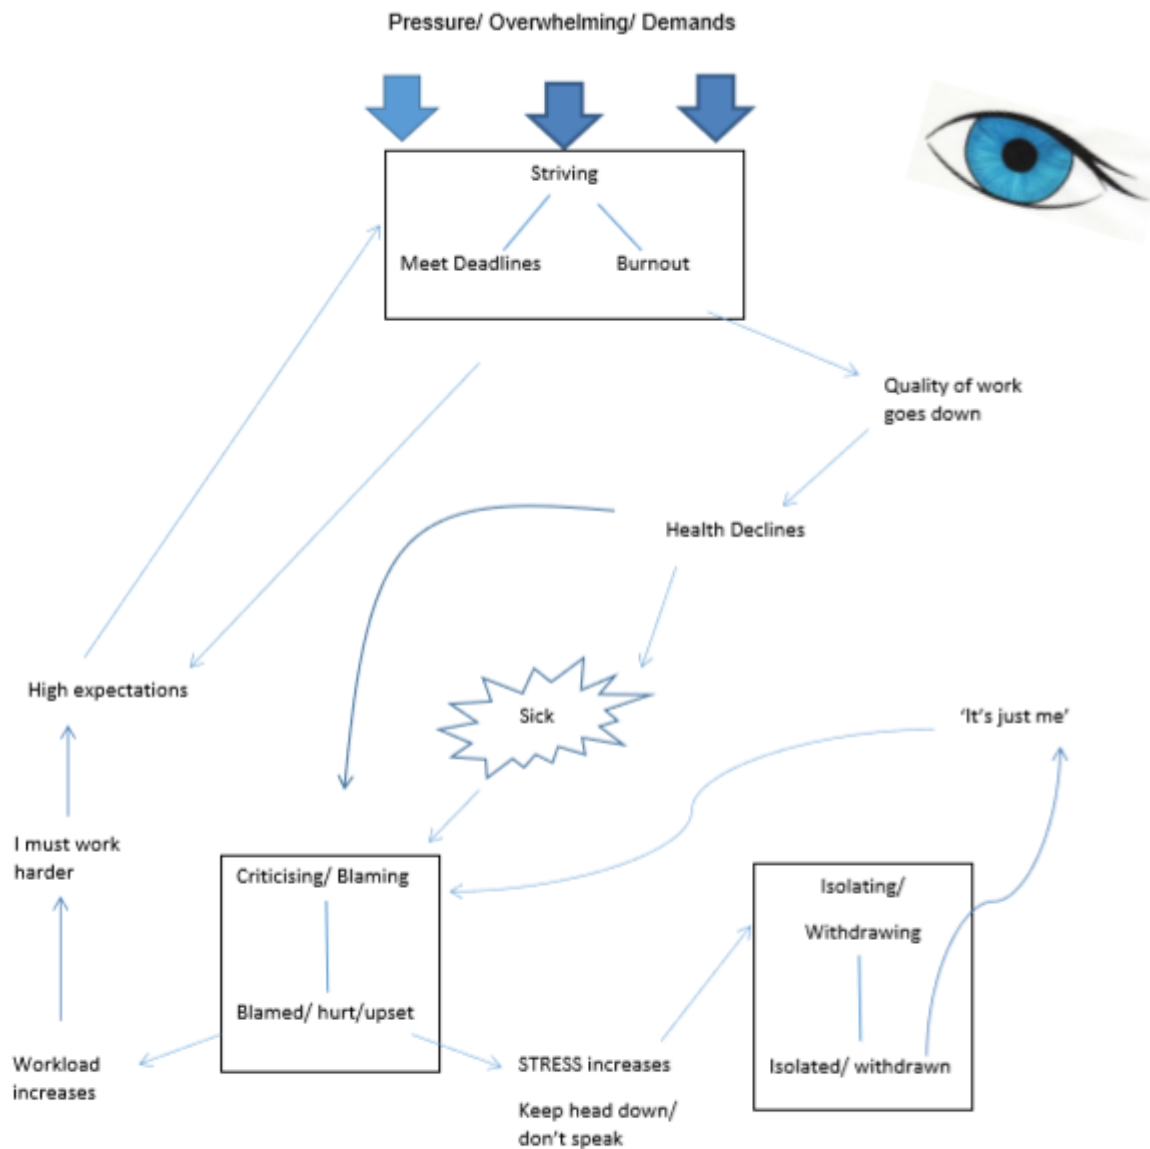 Pressure/ Overwhelming/ Demands
Striving
Meet Deadlines
Burnout
Quality of work
goes down
Health Declines
High expectations
Sick
‘It’s just me’
I must work
harder
Criticising/ Blaming
Isolating/
Withdrawing
Blamed/ hurt/upset
Workload
increases
STRESS increases
Isolated/ withdrawn
Keep head down/
don’t speak